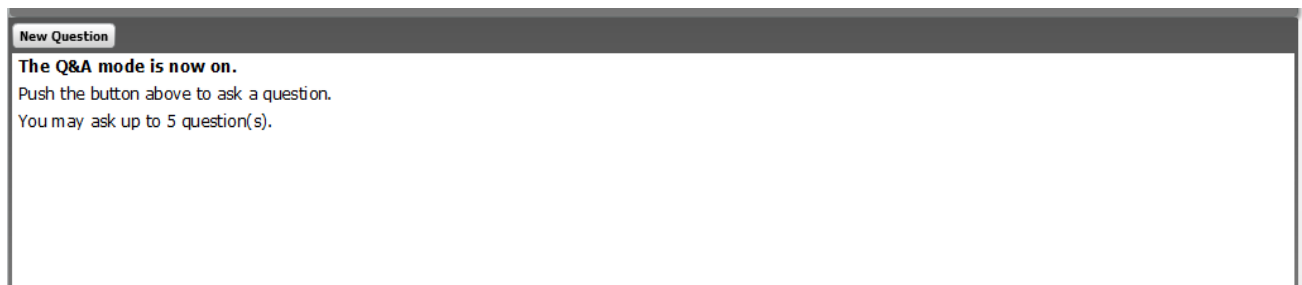 New Question
The Q&A mode is now on.
Push the button above to ask a question.
You may ask up to 5 question(s).